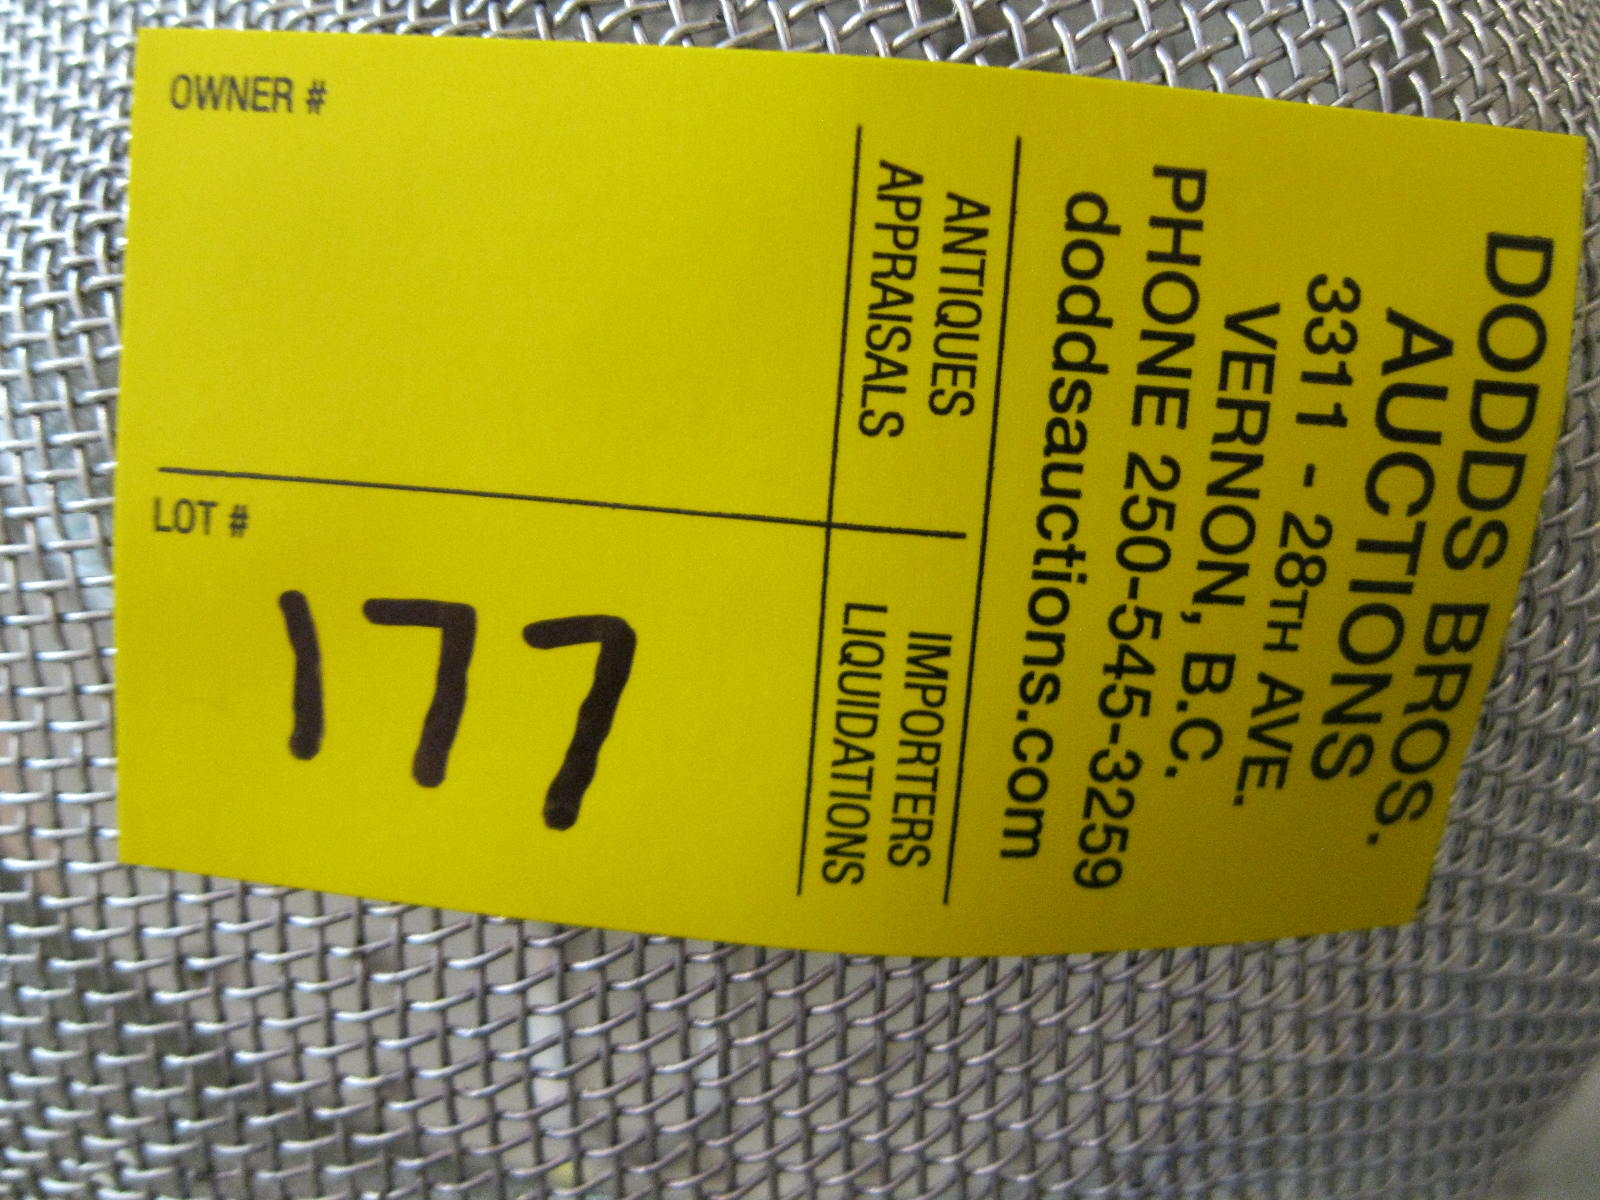 DODDS BROS.
AUCTIONS
3311 - 28TH AVE.
VERNON, B.C.
PHONE 250-545-3259
doddsauctions.com
ANTIQUES
APPRAISALS
IMPORTERS
LIQUIDATIONS
OWNER #
LOT #
177